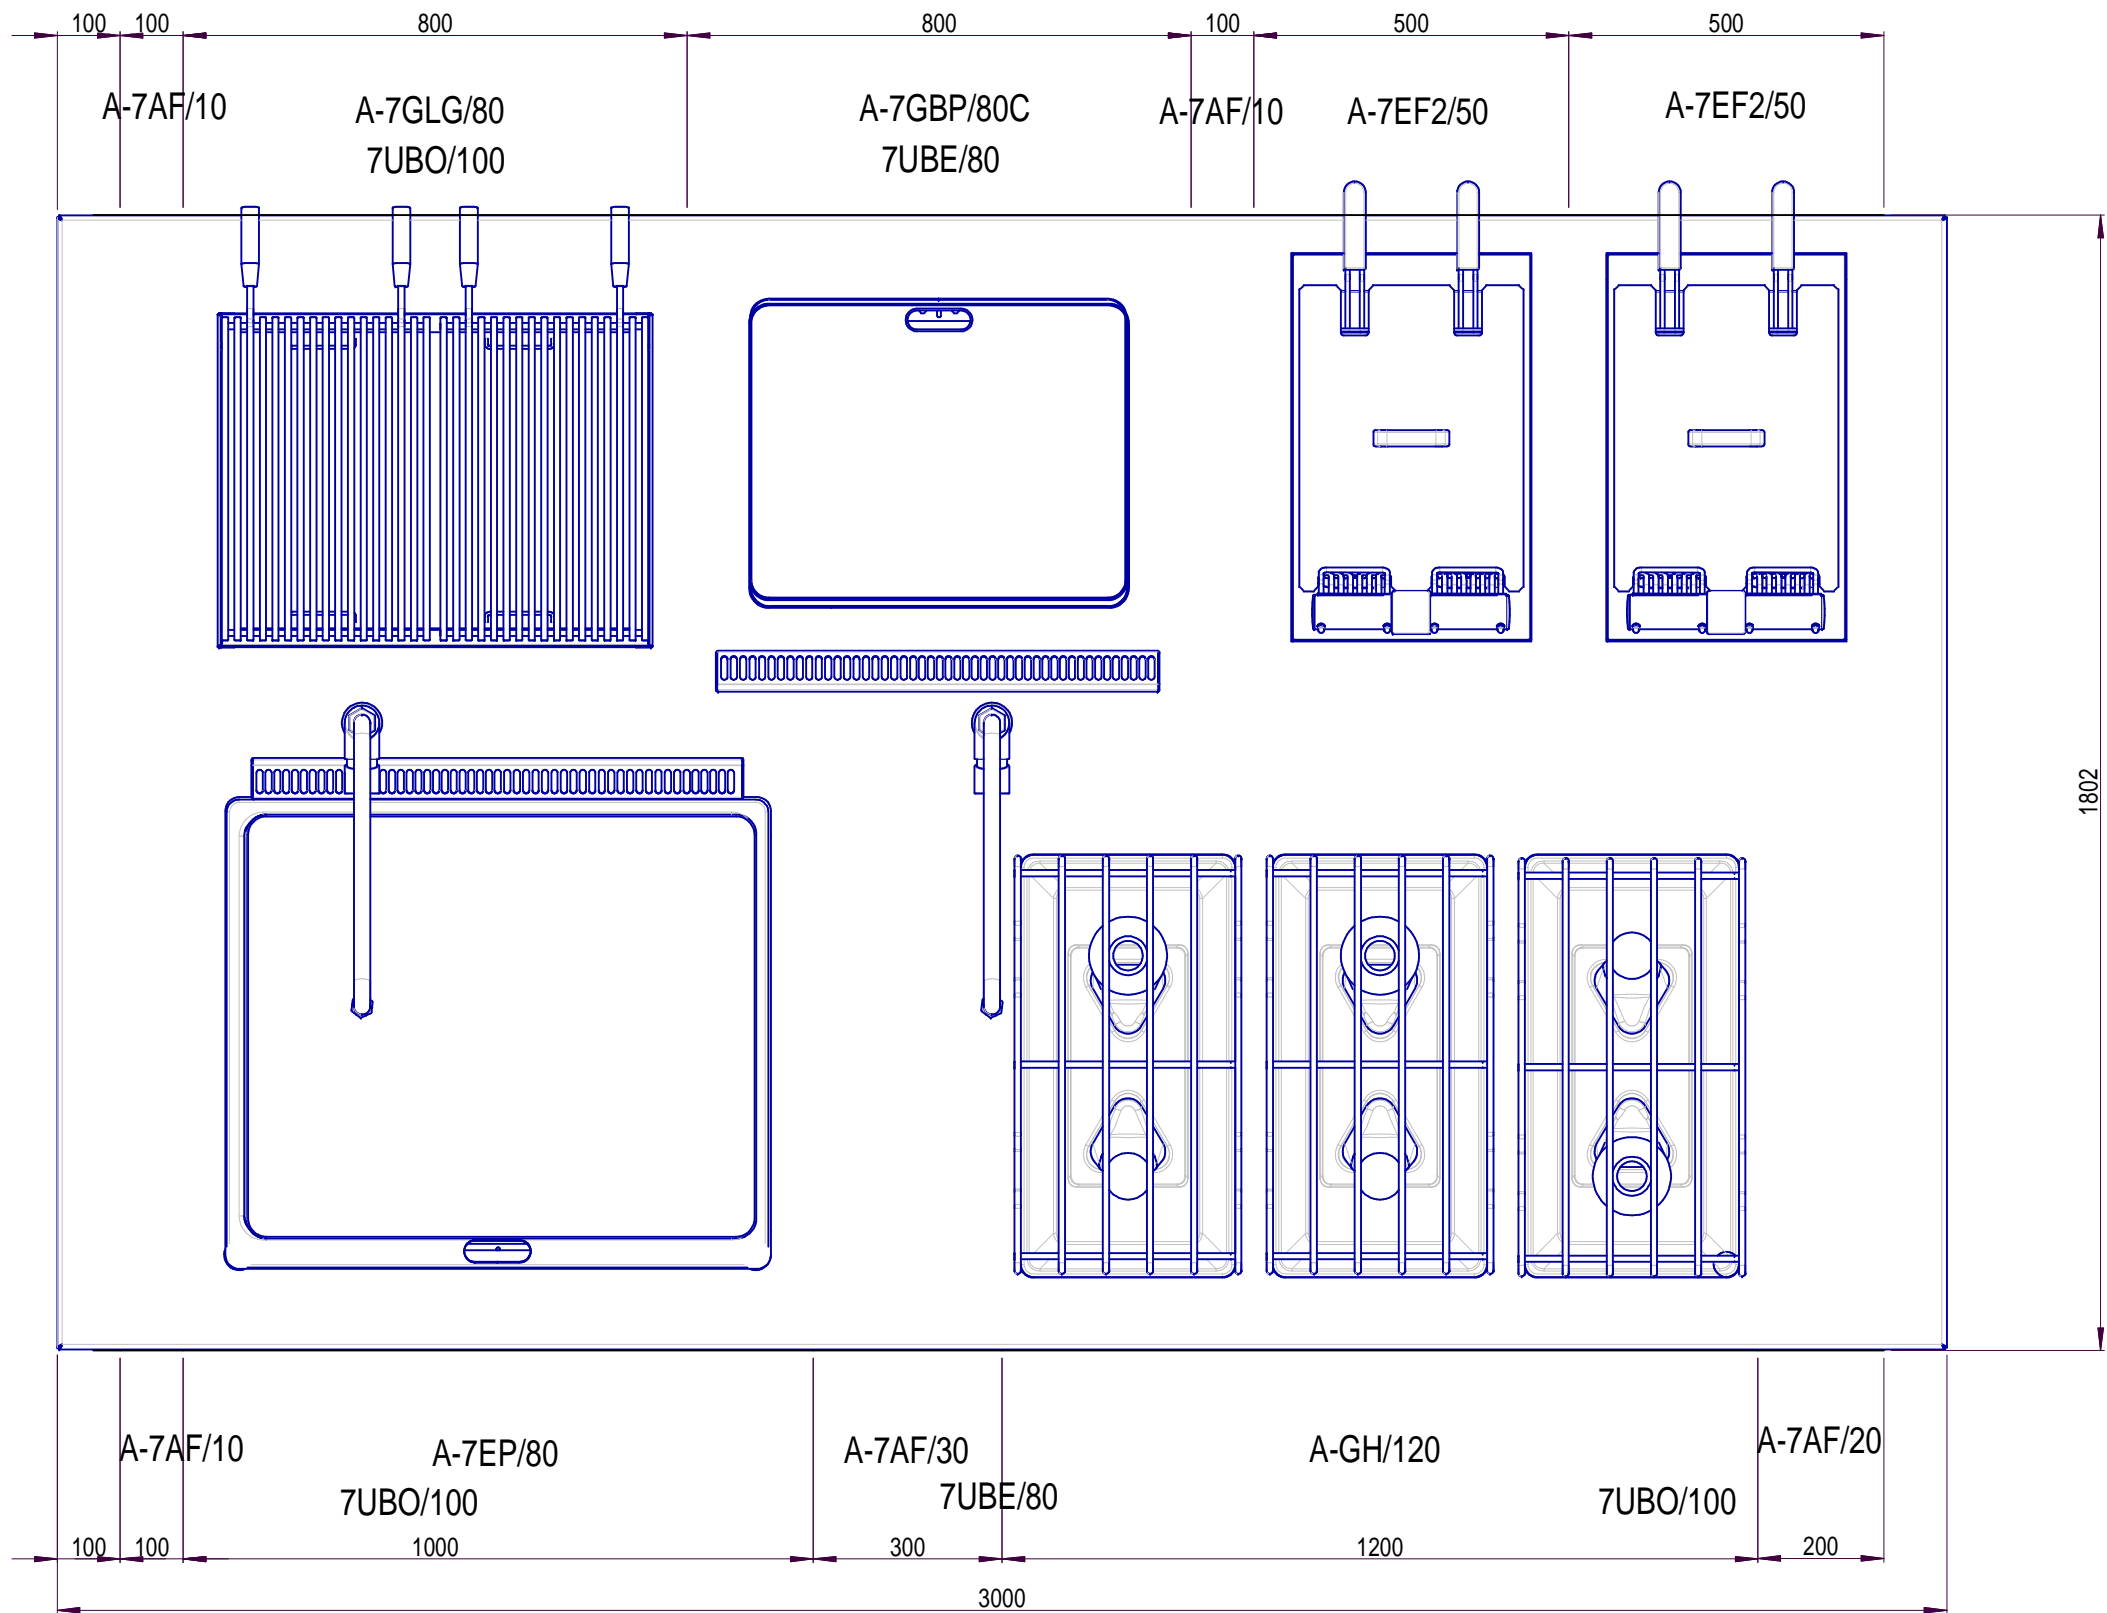 100 100 800 800 100 500 500
A-7AF/10 A-7GLG/80 A-7GBP/80C A-7AF/10 A-7EF2/50 A-7EF2/50
7UBO/100 7UBE/80
1802
A-7AF/10 A-7EP/80 A-7AF/30 A-GH/120 A-7AF/20
7UBO/100 7UBE/80 7UBO/100
100 100 1000 300 1200 200
3000